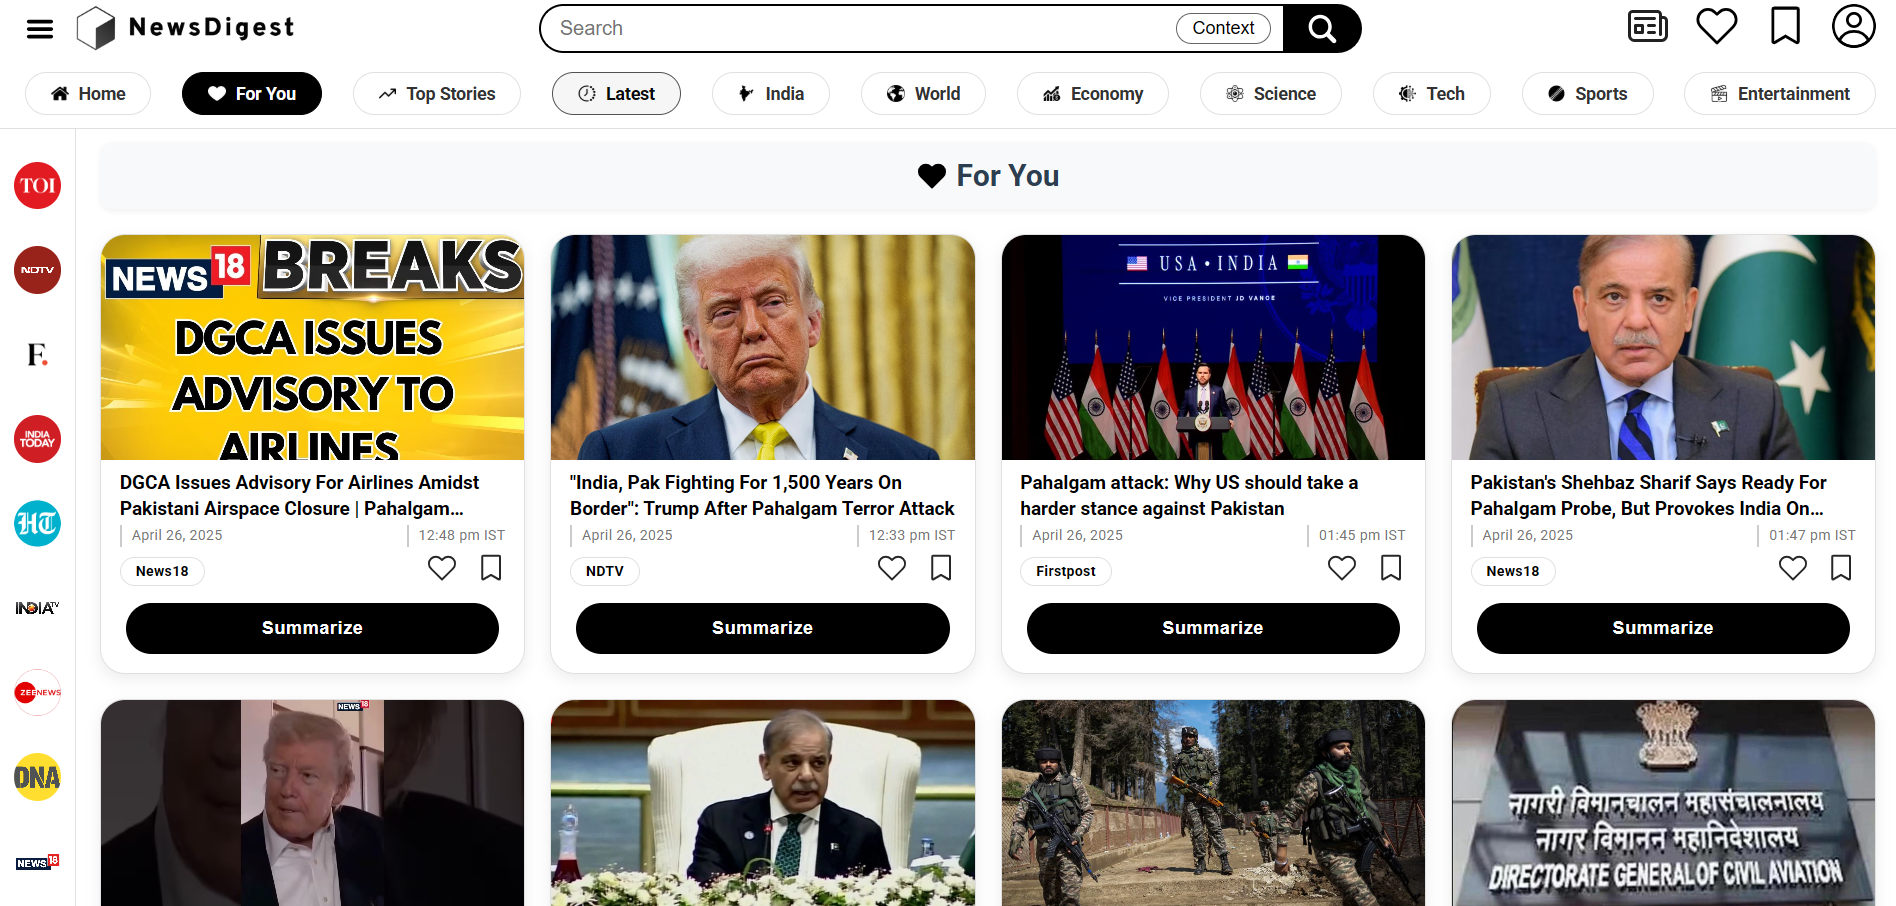 NewsDigest
Search
Context
Home
For You
Top Stories
Latest
India
World
Economy
Science
Tech
Sports
Entertainment
TOI
NDTV
F.
INDIA
TODAY
HT
INDIA TV
ZEENEWS
DNA
NEWS 18
For You
NEWS 18 BREAKS
DGCA ISSUES
ADVISORY TO
AIRLINES
DGCA Issues Advisory For Airlines Amidst
Pakistani Airspace Closure | Pahalgam...
April 26, 2025
12:48 pm IST
News18
Summarize
"India, Pak Fighting For 1,500 Years On
Border": Trump After Pahalgam Terror Attack
April 26, 2025
12:33 pm IST
NDTV
Summarize
USA • INDIA
VICE PRESIDENT JD VANCE
Pahalgam attack: Why US should take a
harder stance against Pakistan
April 26, 2025
01:45 pm IST
Firstpost
Summarize
Pakistan's Shehbaz Sharif Says Ready For
Pahalgam Probe, But Provokes India On...
April 26, 2025
01:47 pm IST
News18
Summarize
NEWS 18
नागरी विमानचालन महासंचालनालय
नागर विमानन महानिदेशालय
DIRECTORATE GENERAL OF CIVIL AVIATION